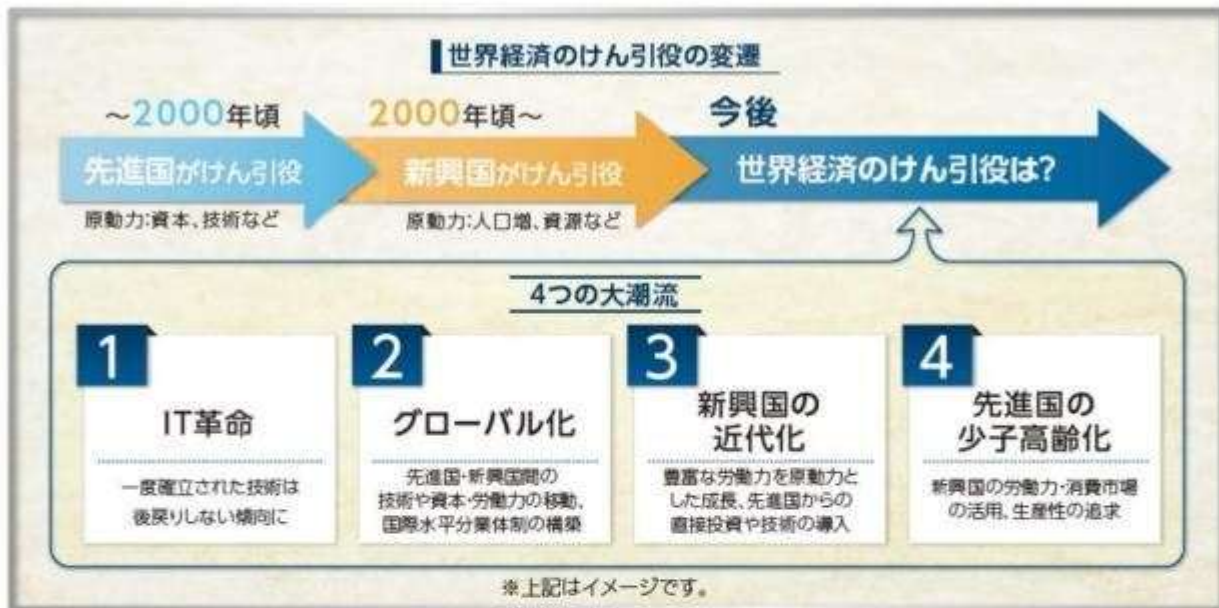 世界経済のけん引役の変遷
～2000年頃
2000年頃～
今後
先進国がけん引役
新興国がけん引役
世界経済のけん引役は?
原動力:資本、技術など
原動力:人口増、資源など
4つの大潮流
1
IT革命
一度確立された技術は
後戻りしない傾向に
2
グローバル化
先進国・新興国間の
技術や資本・労働力の移動、
国際水平分業体制の構築
3
新興国の
近代化
豊富な労働力を原動力と
した成長、先進国からの
直接投資や技術の導入
4
先進国の
少子高齢化
新興国の労働力・消費市場
の活用、生産性の追求
※上記はイメージです。